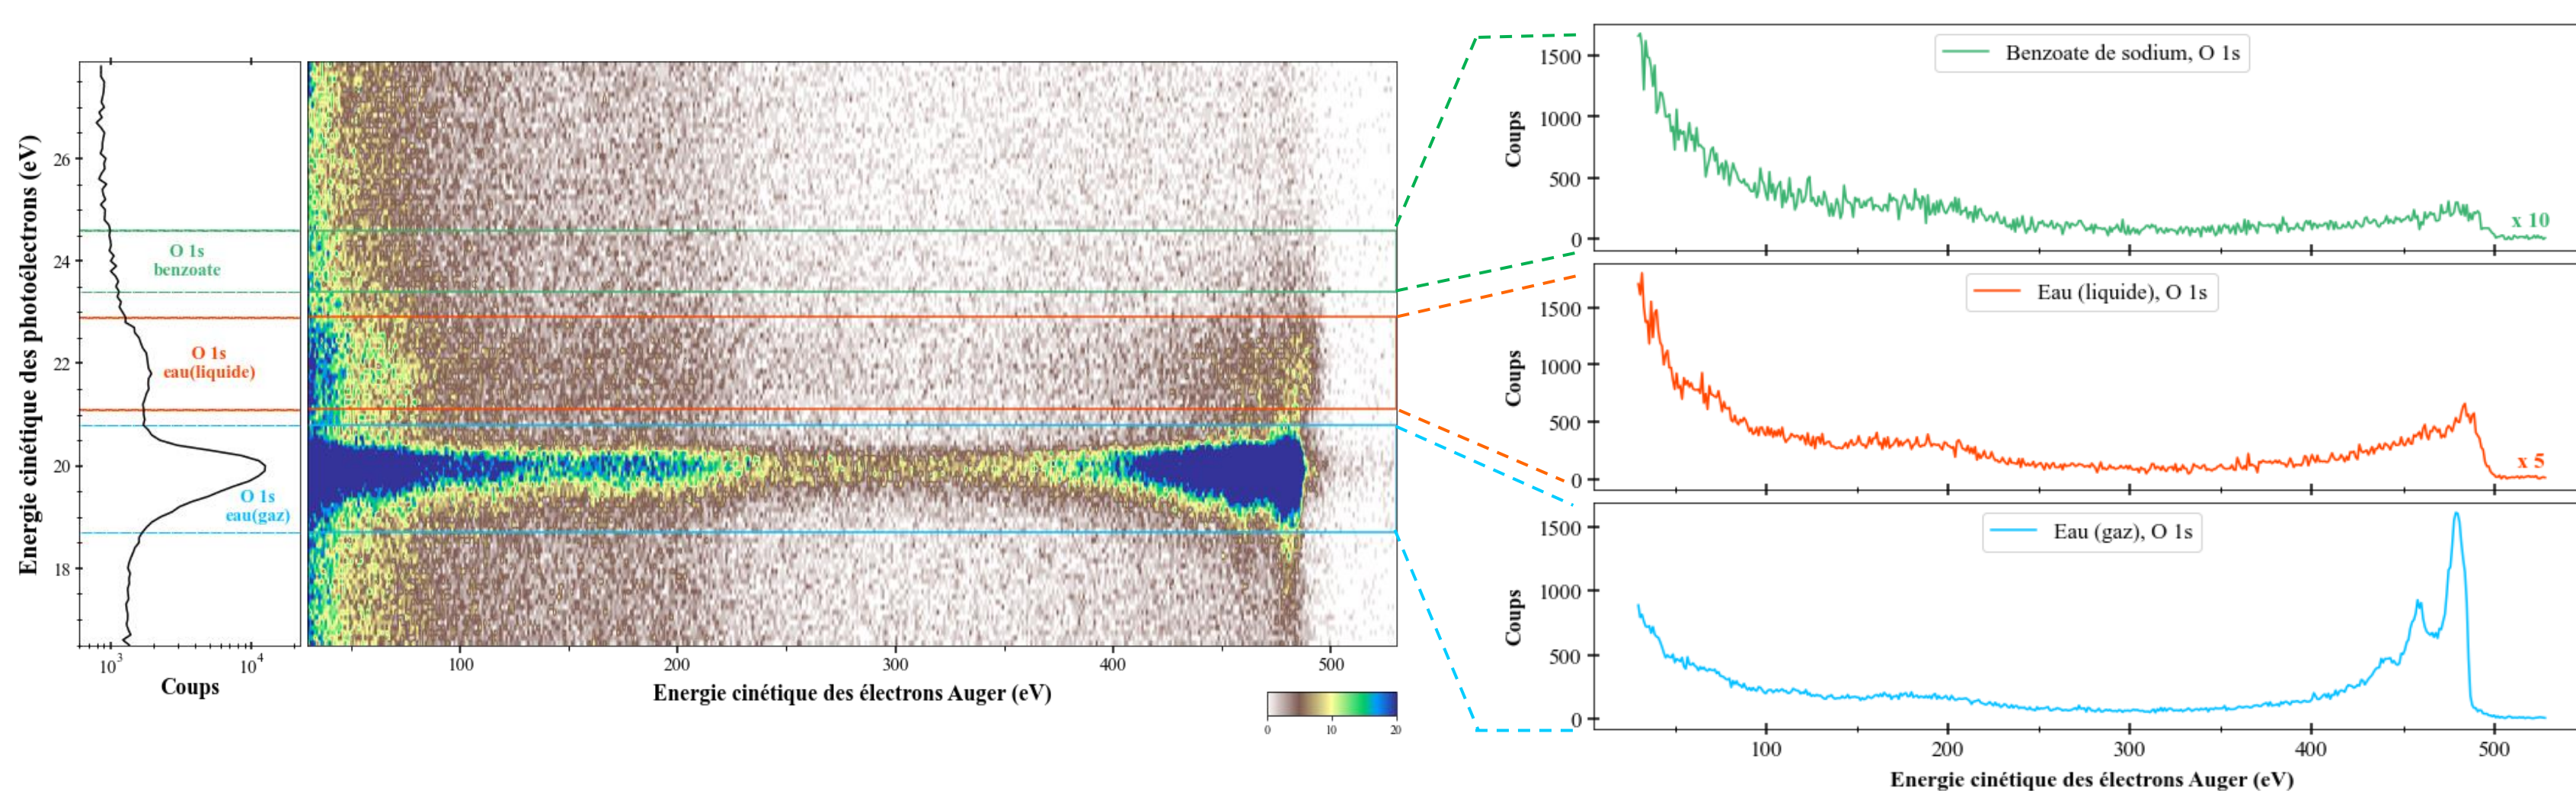 Energie cinétique des photoélectrons (eV)
26
24
22
20
18
O 1s
benzoate
O 1s
eau(liquide)
O 1s
eau(gaz)
10³
10⁴
Coups
100
200
300
400
500
Energie cinétique des électrons Auger (eV)
0
10
20
Coups
1500
1000
500
0
Benzoate de sodium, O 1s
x 10
Coups
1500
1000
500
0
Eau (liquide), O 1s
x 5
Coups
1500
1000
500
0
Eau (gaz), O 1s
100
200
300
400
500
Energie cinétique des électrons Auger (eV)